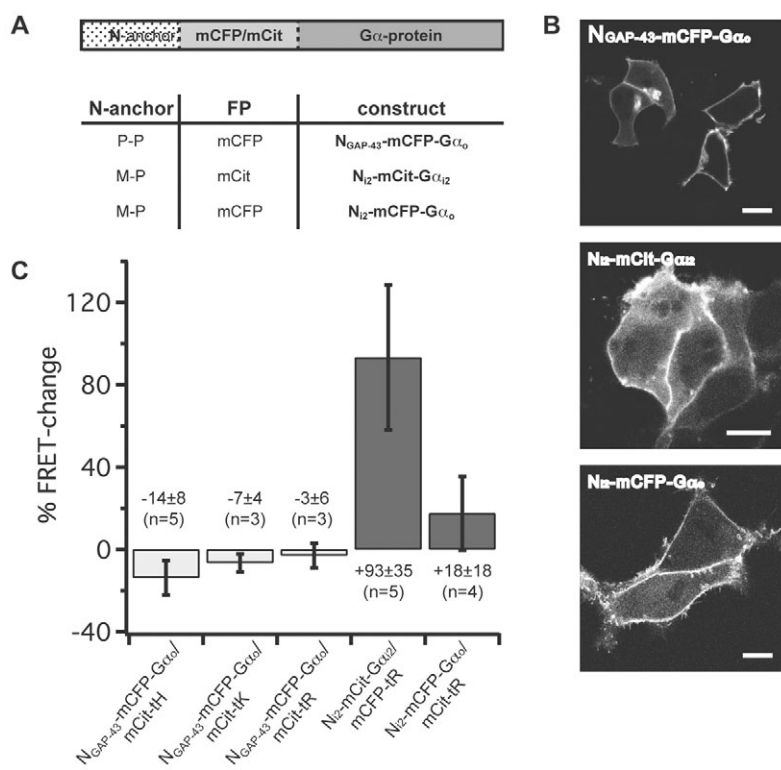 A
N-anchor mCFP/mCit Gα-protein
N-anchor FP construct
P-P mCFP NGAP-43-mCFP-Gαo
M-P mCit Ni2-mCit-Gαi2
M-P mCFP Ni2-mCFP-Gαo
B
NGAP-43-mCFP-Gαo
Ni2-mCit-Gαi2
Ni2-mCFP-Gαo
C
% FRET-change
120
80
40
0
-40
-14±8
(n=5)
-7±4
(n=3)
-3±6
(n=3)
+93±35
(n=5)
+18±18
(n=4)
NGAP-43-mCFP-Gαo/
mCit-tH
NGAP-43-mCFP-Gαo/
mCit-tK
NGAP-43-mCFP-Gαo/
mCit-tR
Ni2-mCit-Gαi2/
mCFP-tR
Ni2-mCFP-Gαo/
mCit-tR